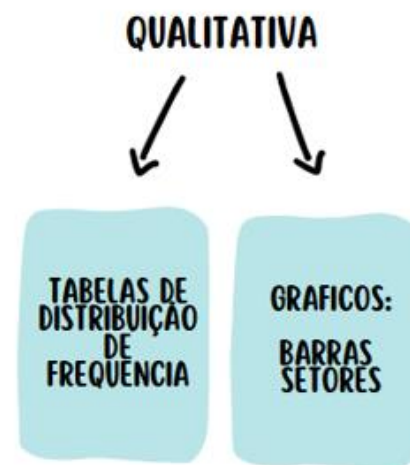 QUALITATIVA
TABELAS DE
DISTRIBUIÇÃO
DE
FREQUENCIA
GRAFICOS:
BARRAS
SETORES